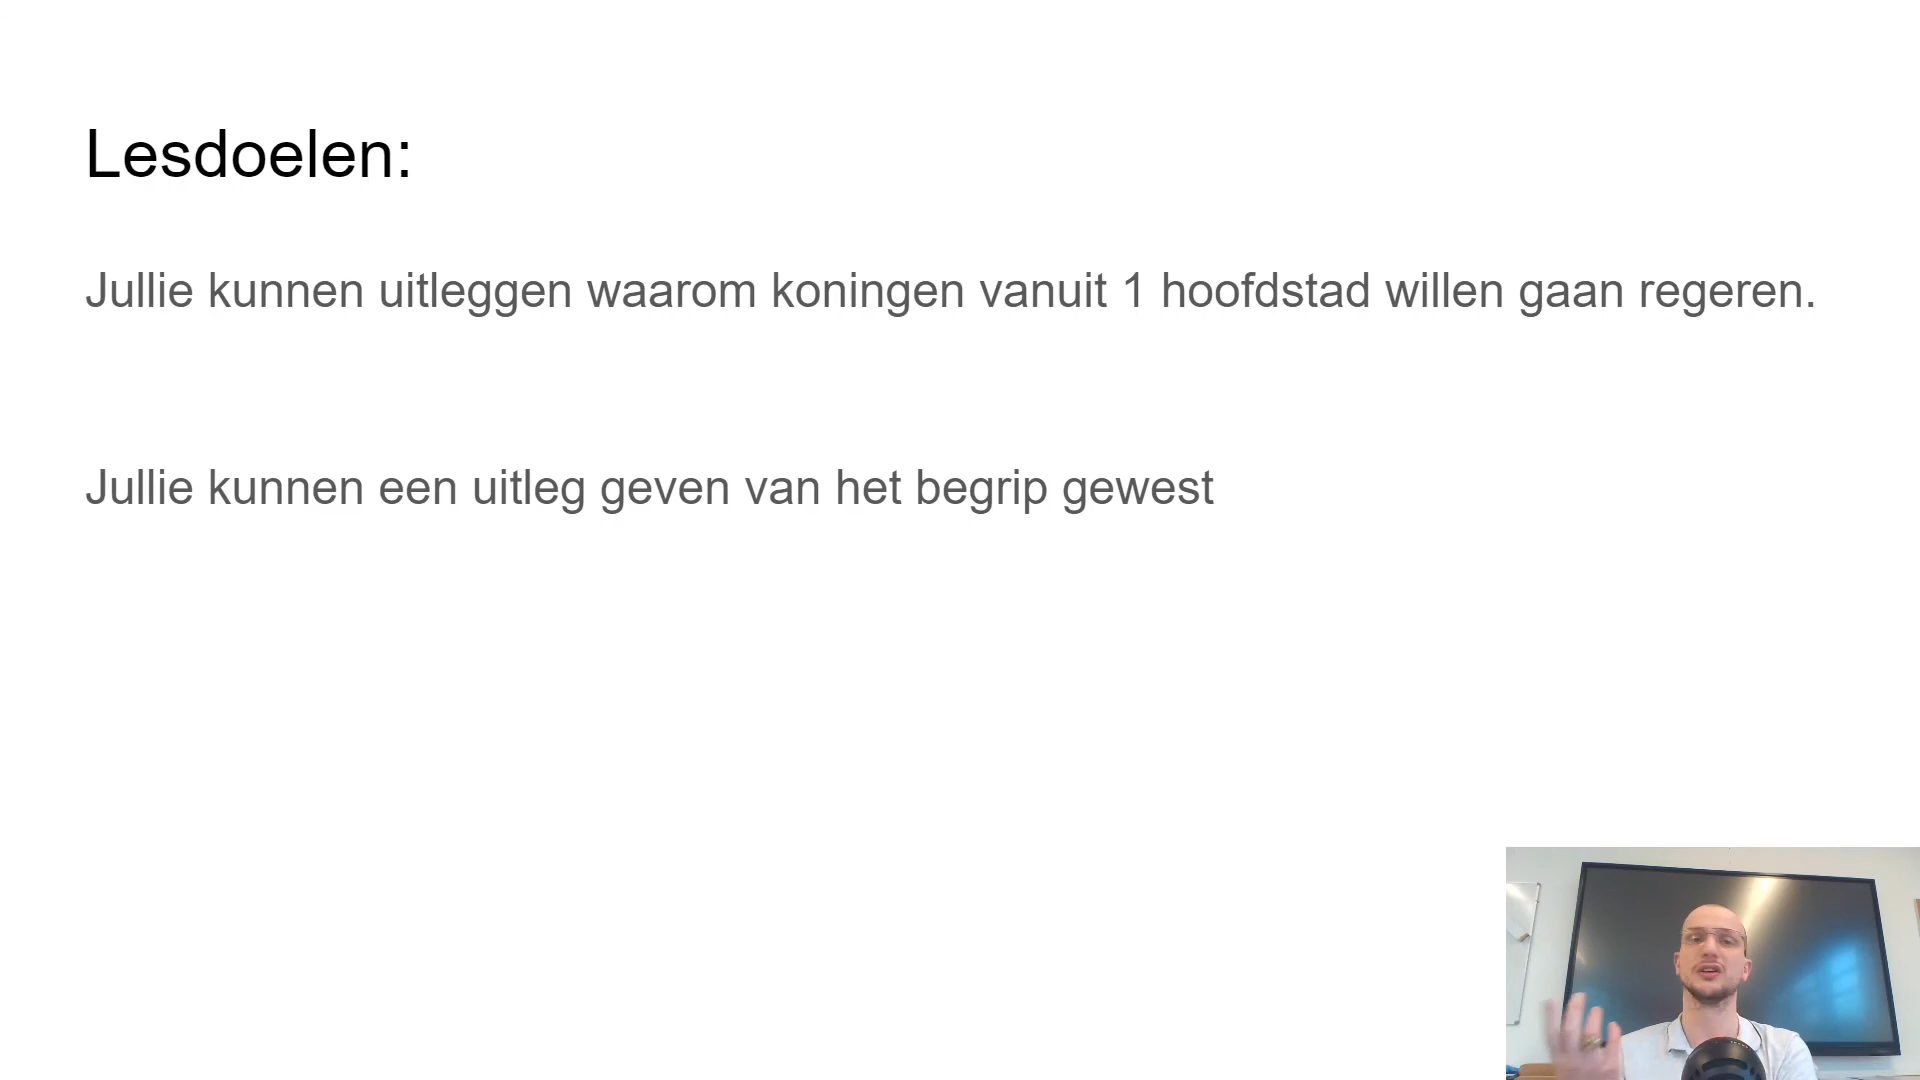 Lesdoelen:
Jullie kunnen uitleggen waarom koningen vanuit 1 hoofdstad willen gaan regeren.
Jullie kunnen een uitleg geven van het begrip gewest